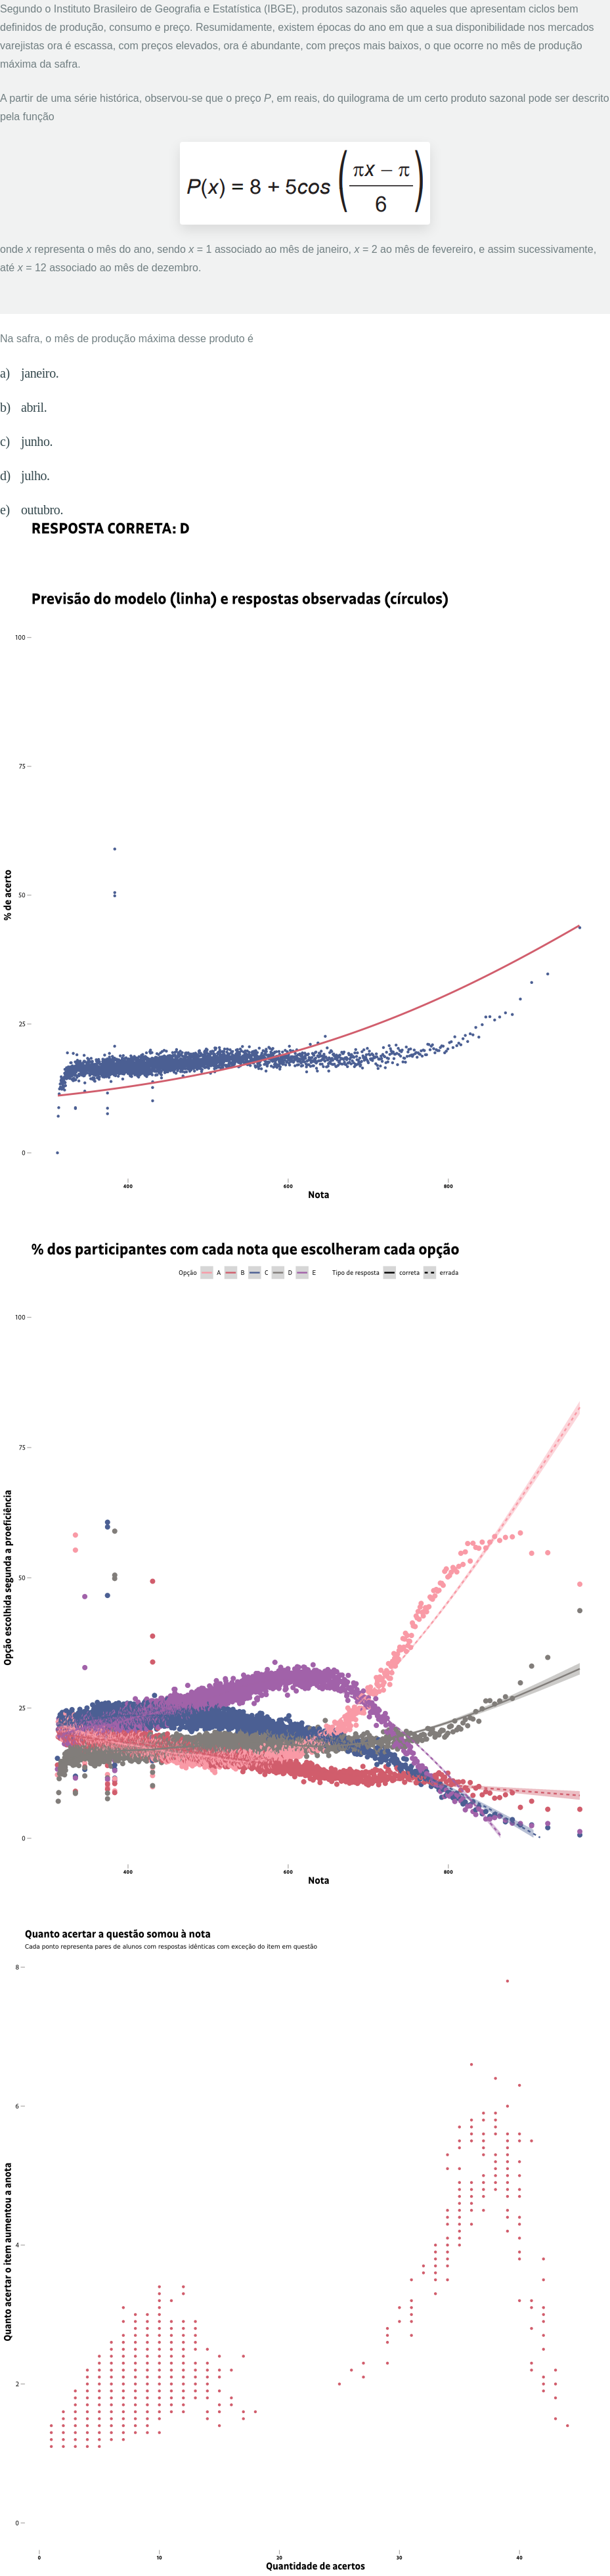 Segundo o Instituto Brasileiro de Geografia e Estatística (IBGE), produtos sazonais são aqueles que apresentam ciclos bem
definidos de produção, consumo e preço. Resumidamente, existem épocas do ano em que a sua disponibilidade nos mercados
varejistas ora é escassa, com preços elevados, ora é abundante, com preços mais baixos, o que ocorre no mês de produção
máxima da safra.
A partir de uma série histórica, observou-se que o preço P, em reais, do quilograma de um certo produto sazonal pode ser descrito
pela função
P(x) = 8 + 5cos((πx − π)/6)
onde x representa o mês do ano, sendo x = 1 associado ao mês de janeiro, x = 2 ao mês de fevereiro, e assim sucessivamente,
até x = 12 associado ao mês de dezembro.
Na safra, o mês de produção máxima desse produto é
a) janeiro.
b) abril.
c) junho.
d) julho.
e) outubro.
RESPOSTA CORRETA: D
Previsão do modelo (linha) e respostas observadas (círculos)
100
75
50
25
0
% de acerto
400 600 800
Nota
% dos participantes com cada nota que escolheram cada opção
Opção A B C D E Tipo de resposta correta errada
100
75
50
25
0
Opção escolhida segunda a proeficiência
400 600 800
Nota
Quanto acertar a questão somou à nota
Cada ponto representa pares de alunos com respostas idênticas com exceção do item em questão
8
6
4
2
0
Quanto acertar o item aumentou a anota
0 10 20 30 40
Quantidade de acertos